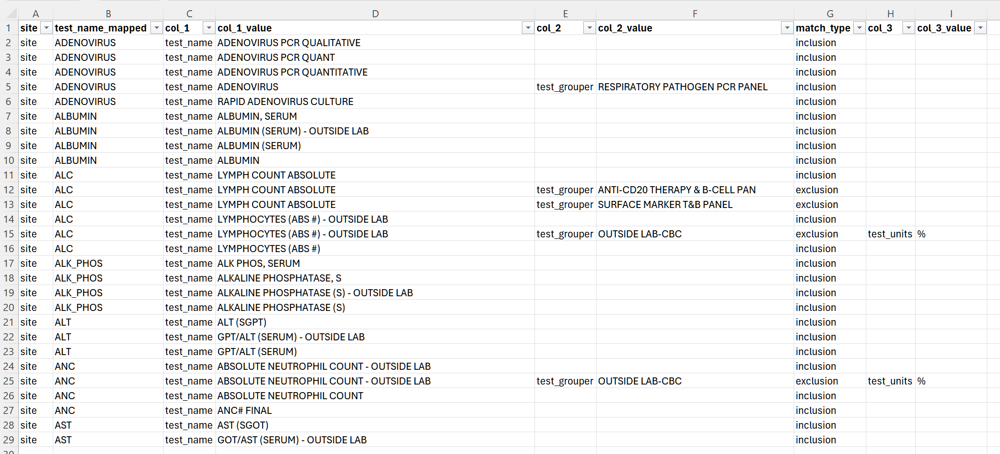 A B C D E F G H I
1 site test_name_mapped col_1 col_1_value col_2 col_2_value match_type col_3 col_3_value
2 site ADENOVIRUS test_name ADENOVIRUS PCR QUALITATIVE inclusion
3 site ADENOVIRUS test_name ADENOVIRUS PCR QUANT inclusion
4 site ADENOVIRUS test_name ADENOVIRUS PCR QUANTITATIVE inclusion
5 site ADENOVIRUS test_name ADENOVIRUS test_grouper RESPIRATORY PATHOGEN PCR PANEL inclusion
6 site ADENOVIRUS test_name RAPID ADENOVIRUS CULTURE inclusion
7 site ALBUMIN test_name ALBUMIN, SERUM inclusion
8 site ALBUMIN test_name ALBUMIN (SERUM) - OUTSIDE LAB inclusion
9 site ALBUMIN test_name ALBUMIN (SERUM) inclusion
10 site ALBUMIN test_name ALBUMIN inclusion
11 site ALC test_name LYMPH COUNT ABSOLUTE inclusion
12 site ALC test_name LYMPH COUNT ABSOLUTE test_grouper ANTI-CD20 THERAPY & B-CELL PAN exclusion
13 site ALC test_name LYMPH COUNT ABSOLUTE test_grouper SURFACE MARKER T&B PANEL exclusion
14 site ALC test_name LYMPHOCYTES (ABS #) - OUTSIDE LAB inclusion
15 site ALC test_name LYMPHOCYTES (ABS #) - OUTSIDE LAB test_grouper OUTSIDE LAB-CBC exclusion test_units %
16 site ALC test_name LYMPHOCYTES (ABS #) inclusion
17 site ALK_PHOS test_name ALK PHOS, SERUM inclusion
18 site ALK_PHOS test_name ALKALINE PHOSPHATASE, S inclusion
19 site ALK_PHOS test_name ALKALINE PHOSPHATASE (S) - OUTSIDE LAB inclusion
20 site ALK_PHOS test_name ALKALINE PHOSPHATASE (S) inclusion
21 site ALT test_name ALT (SGPT) inclusion
22 site ALT test_name GPT/ALT (SERUM) - OUTSIDE LAB inclusion
23 site ALT test_name GPT/ALT (SERUM) inclusion
24 site ANC test_name ABSOLUTE NEUTROPHIL COUNT - OUTSIDE LAB inclusion
25 site ANC test_name ABSOLUTE NEUTROPHIL COUNT - OUTSIDE LAB test_grouper OUTSIDE LAB-CBC exclusion test_units %
26 site ANC test_name ABSOLUTE NEUTROPHIL COUNT inclusion
27 site ANC test_name ANC# FINAL inclusion
28 site AST test_name AST (SGOT) inclusion
29 site AST test_name GOT/AST (SERUM) - OUTSIDE LAB inclusion